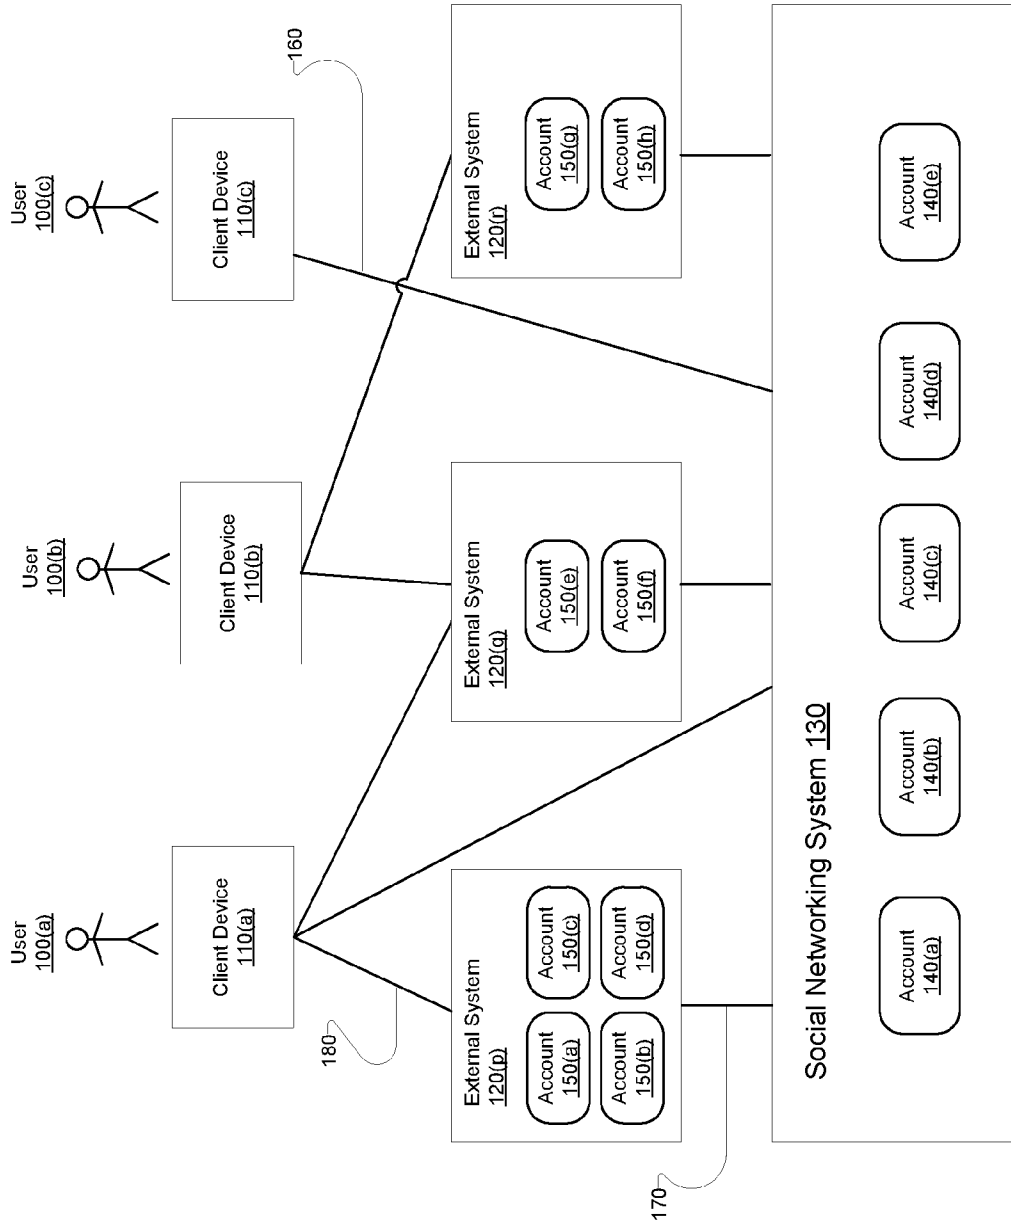 User
100(a)
User
100(b)
User
100(c)
Client Device
110(a)
Client Device
110(b)
Client Device
110(c)
160
180
External System
120(p)
Account
150(a)
Account
150(c)
Account
150(b)
Account
150(d)
External System
120(q)
Account
150(e)
Account
150(f)
External System
120(r)
Account
150(g)
Account
150(h)
170
Social Networking System 130
Account
140(a)
Account
140(b)
Account
140(c)
Account
140(d)
Account
140(e)